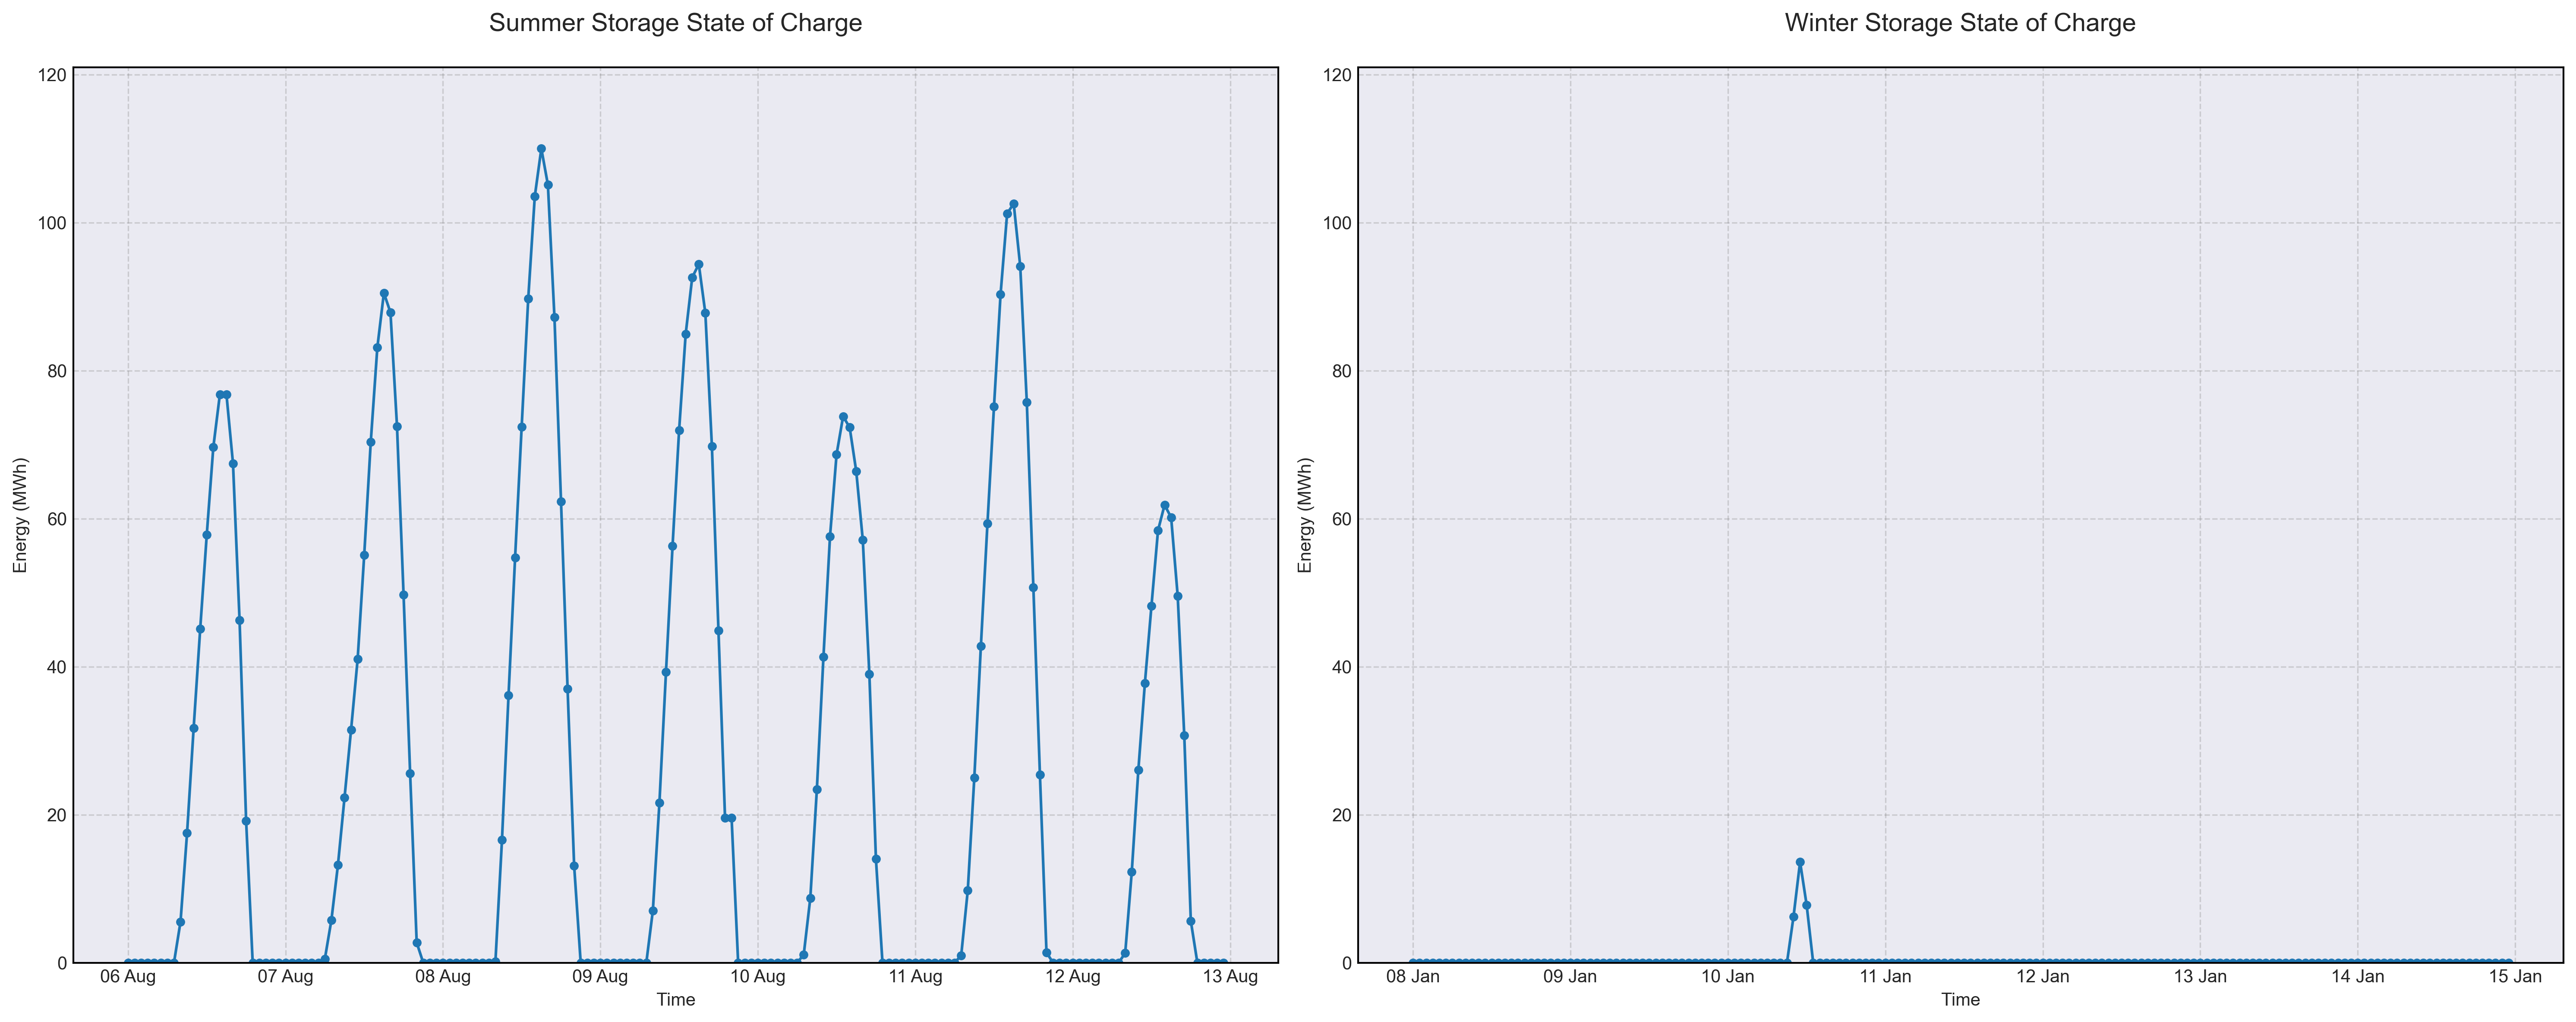 Summer Storage State of Charge
120
100
80
60
40
20
0
Energy (MWh)
06 Aug 07 Aug 08 Aug 09 Aug 10 Aug 11 Aug 12 Aug 13 Aug
Time
Winter Storage State of Charge
120
100
80
60
40
20
0
Energy (MWh)
08 Jan 09 Jan 10 Jan 11 Jan 12 Jan 13 Jan 14 Jan 15 Jan
Time